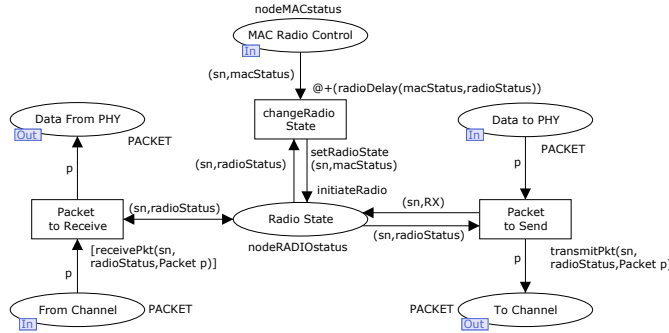 nodeMACstatus
MAC Radio Control
In
(sn,macStatus)
@+(radioDelay(macStatus,radioStatus))
changeRadio
State
Data From PHY
Out
PACKET
Data to PHY
In
PACKET
p
(sn,radioStatus)
setRadioState
(sn,macStatus)
initiateRadio
p
Packet
to Receive
(sn,radioStatus)
Radio State
nodeRADIOstatus
(sn,RX)
(sn,radioStatus)
Packet
to Send
[receivePkt(sn,
radioStatus,Packet p)]
p
p
transmitPkt(sn,
radioStatus,Packet p)
From Channel
In
PACKET
PACKET
To Channel
Out